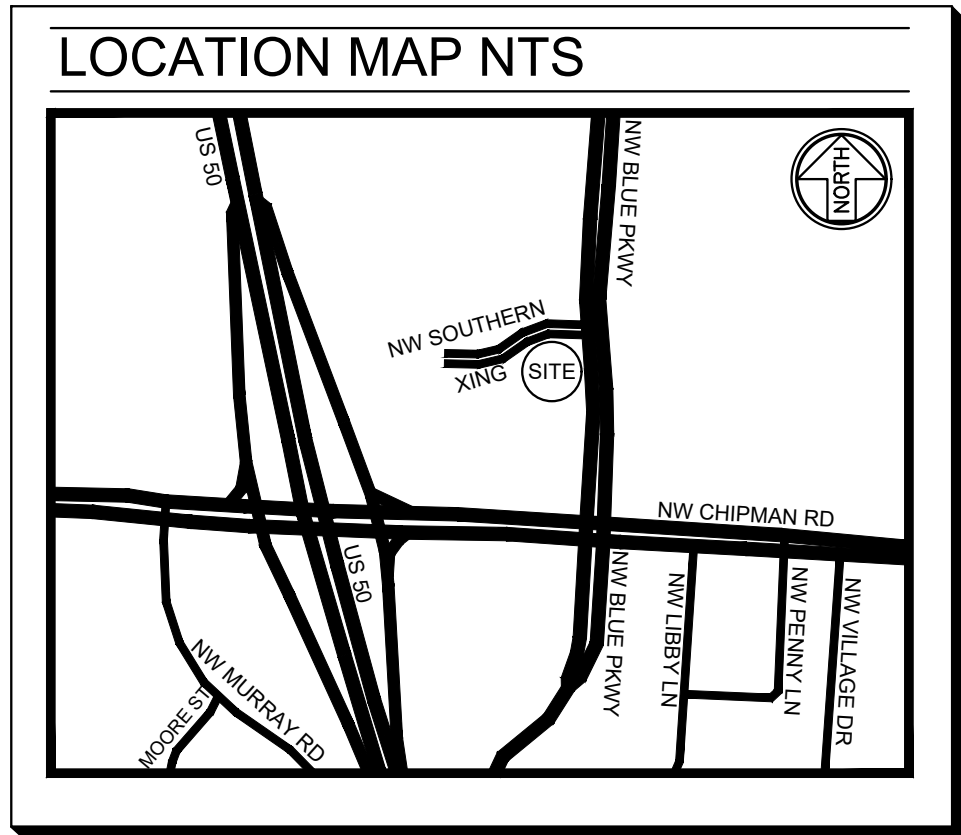 LOCATION MAP NTS
US 50
NW BLUE PKWY
NORTH
NW SOUTHERN
XING
SITE
NW CHIPMAN RD
US 50
NW BLUE PKWY
NW LIBBY LN
NW PENNY LN
NW VILLAGE DR
NW MURRAY RD
MOORE ST